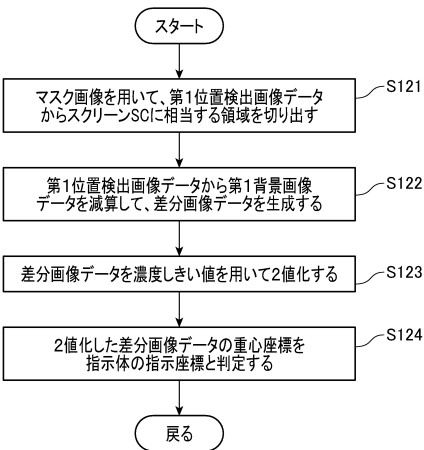 スタート
マスク画像を用いて、第1位置検出画像データ
からスクリーンSCに相当する領域を切り出す
S121
第1位置検出画像データから第1背景画像
データを減算して、差分画像データを生成する
S122
差分画像データを濃度しきい値を用いて2値化する
S123
2値化した差分画像データの重心座標を
指示体の指示座標と判定する
S124
戻る